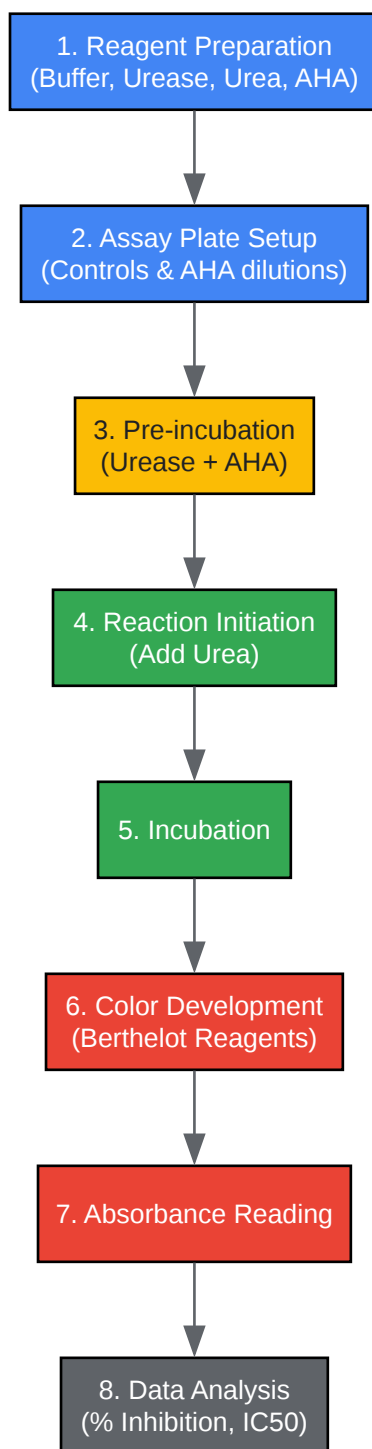 1. Reagent Preparation
(Buffer, Urease, Urea, AHA)
2. Assay Plate Setup
(Controls & AHA dilutions)
3. Pre-incubation
(Urease + AHA)
4. Reaction Initiation
(Add Urea)
5. Incubation
6. Color Development
(Berthelot Reagents)
7. Absorbance Reading
8. Data Analysis
(% Inhibition, IC50)